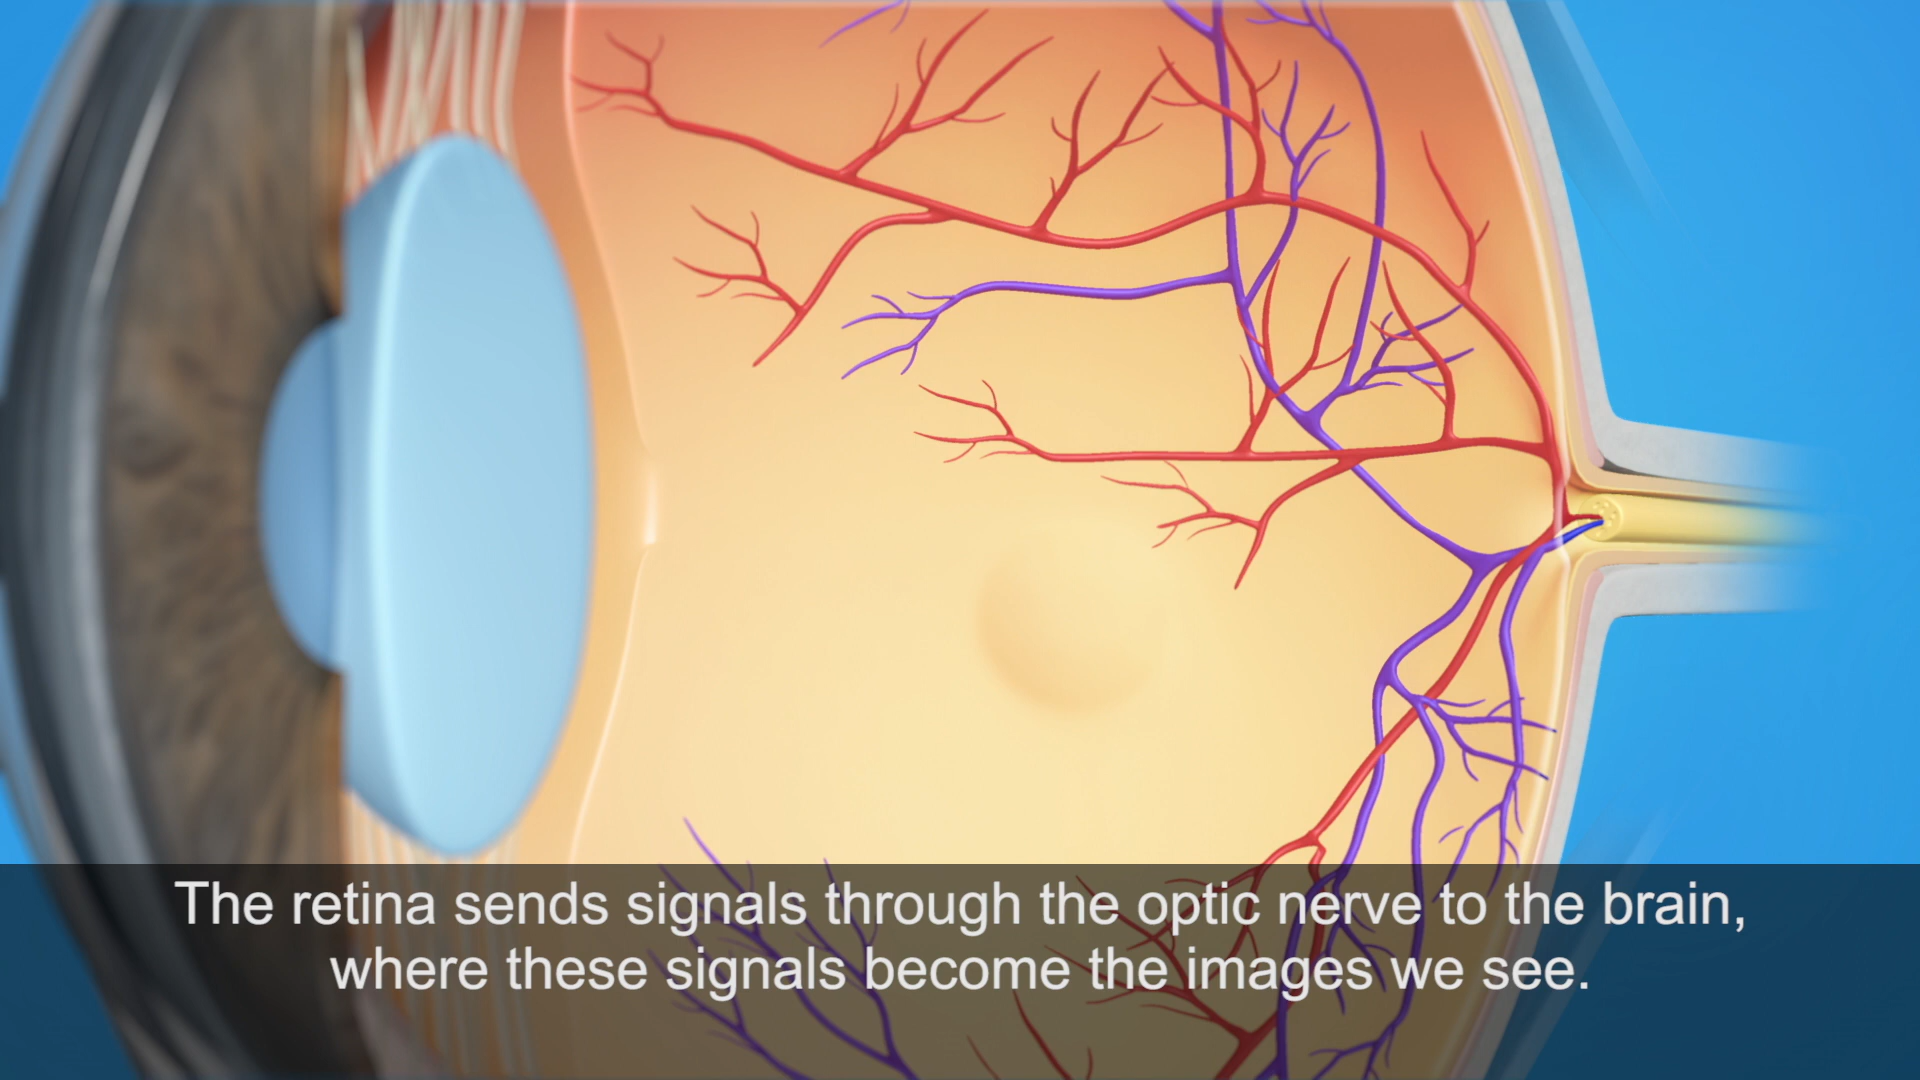 The retina sends signals through the optic nerve to the brain,
where these signals become the images we see.